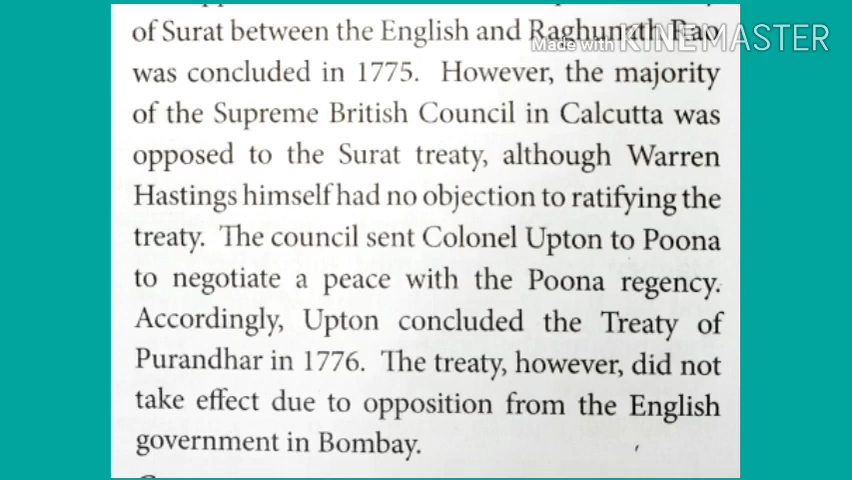 of Surat between the English and Raghunath Rao
Made with KINEMASTER
was concluded in 1775. However, the majority
of the Supreme British Council in Calcutta was
opposed to the Surat treaty, although Warren
Hastings himself had no objection to ratifying the
treaty. The council sent Colonel Upton to Poona
to negotiate a peace with the Poona regency.
Accordingly, Upton concluded the Treaty of
Purandhar in 1776. The treaty, however, did not
take effect due to opposition from the English
government in Bombay.